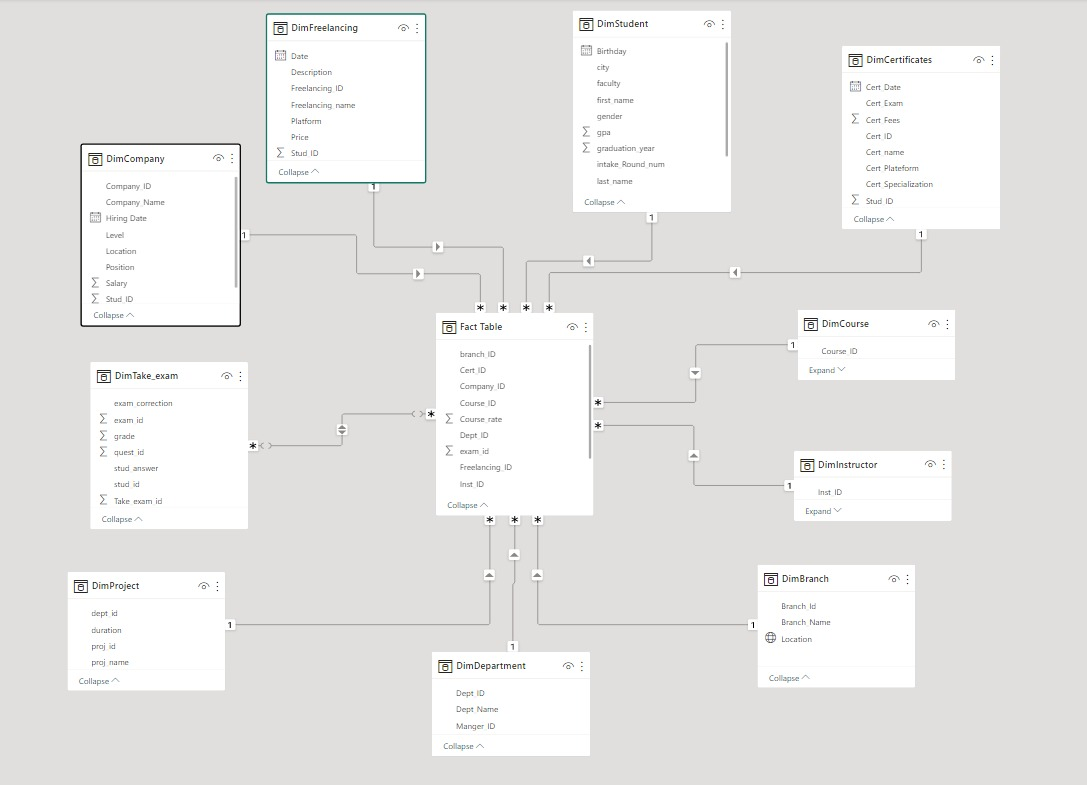 DimFreelancing
Date
Description
Freelancing_ID
Freelancing_name
Platform
Price
Stud_ID
Collapse
1
DimStudent
Birthday
city
faculty
first_name
gender
gpa
graduation_year
intake_Round_num
last_name
Collapse
1
DimCertificates
Cert_Date
Cert_Exam
Cert_Fees
Cert_ID
Cert_name
Cert_Plateform
Cert_Specialization
Stud_ID
Collapse
1
DimCompany
Company_ID
Company_Name
Hiring Date
Level
Location
Position
Salary
Stud_ID
Collapse
1
* * * *
Fact Table
branch_ID
Cert_ID
Company_ID
Course_ID
Course_rate
Dept_ID
exam_id
Freelancing_ID
Inst_ID
Collapse
*
*
*
* * *
DimCourse
Course_ID
Expand
1
DimTake_exam
exam_correction
exam_id
grade
quest_id
stud_answer
stud_id
Take_exam_id
Collapse
*
DimInstructor
Inst_ID
Expand
1
DimProject
dept_id
duration
proj_id
proj_name
Collapse
1
DimDepartment
Dept_ID
Dept_Name
Manger_ID
Collapse
1
DimBranch
Branch_Id
Branch_Name
Location
Collapse
1